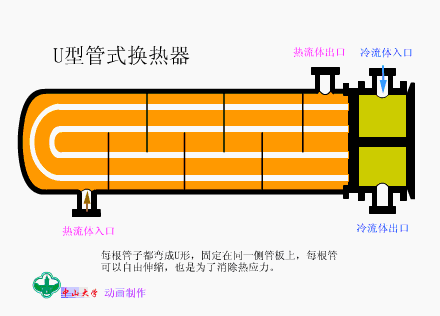 U型管式换热器
热流体出口
冷流体入口
热流体入口
冷流体出口
每根管子都弯成U形，固定在同一侧管板上，每根管
可以自由伸缩，也是为了消除热应力。
中山大学 动画制作